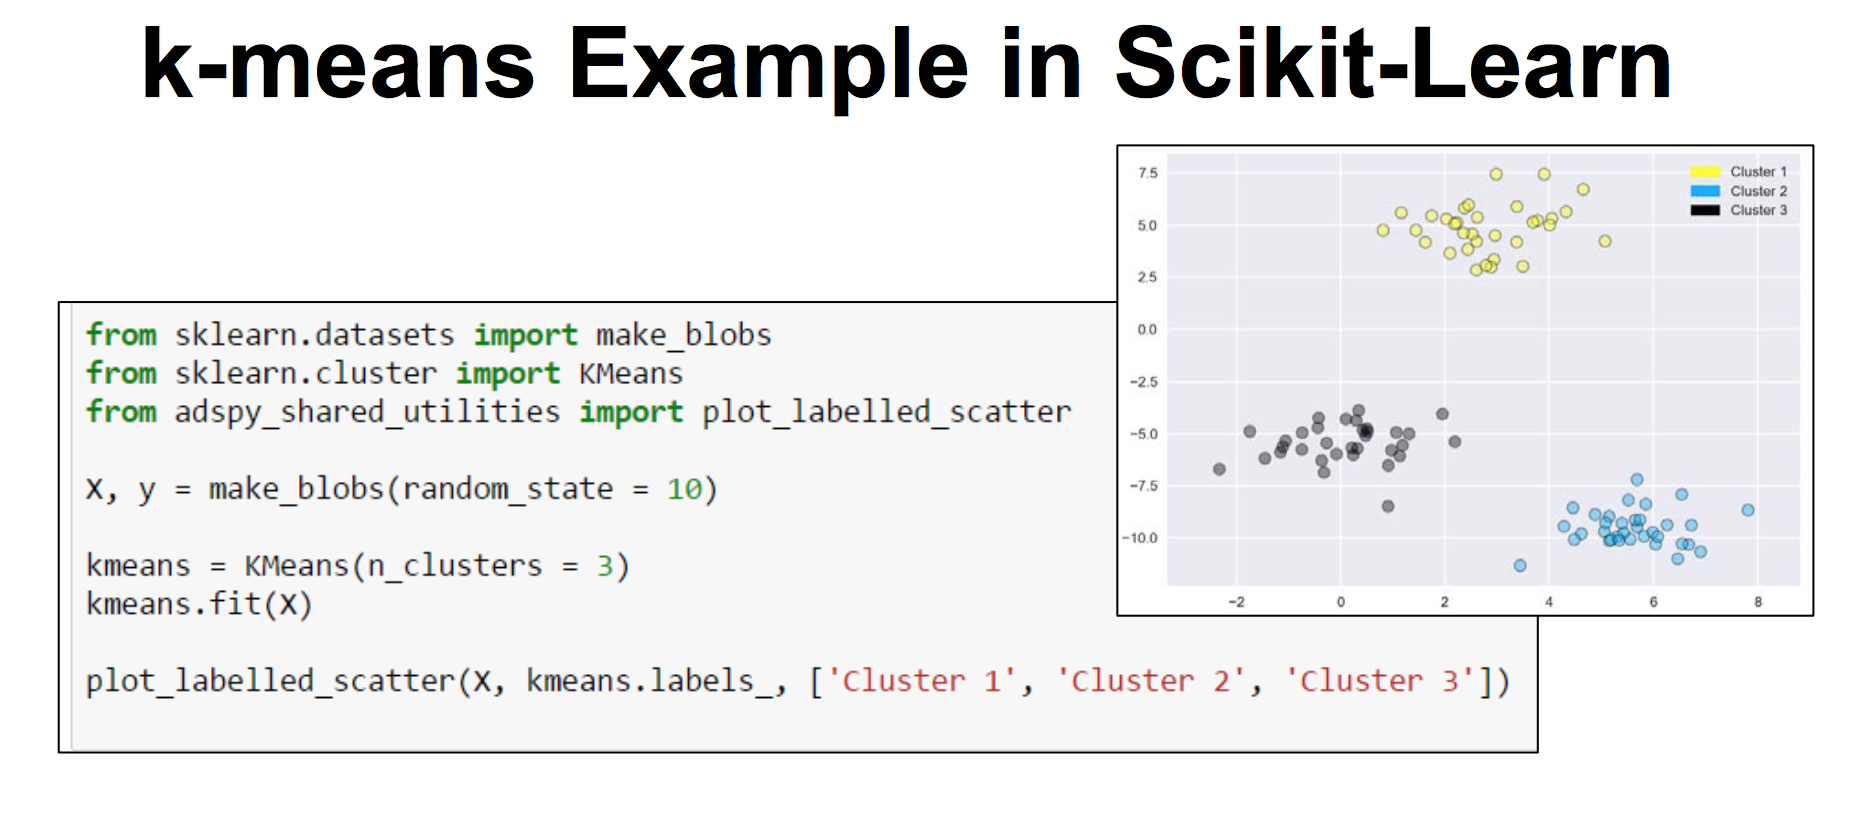 k-means Example in Scikit-Learn
7.5
5.0
2.5
0.0
−2.5
−5.0
−7.5
−10.0
−2 0 2 4 6 8
Cluster 1
Cluster 2
Cluster 3
from sklearn.datasets import make_blobs
from sklearn.cluster import KMeans
from adspy_shared_utilities import plot_labelled_scatter
X, y = make_blobs(random_state = 10)
kmeans = KMeans(n_clusters = 3)
kmeans.fit(X)
plot_labelled_scatter(X, kmeans.labels_, ['Cluster 1', 'Cluster 2', 'Cluster 3'])